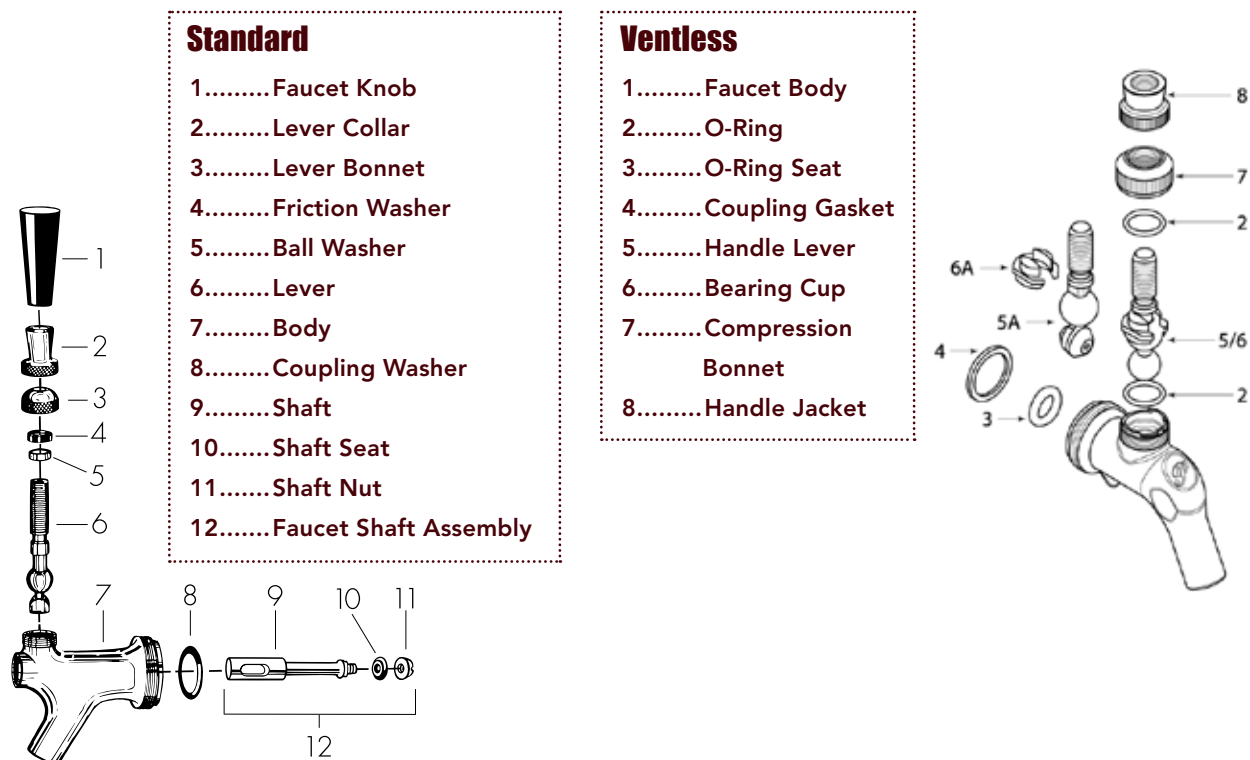 Standard
1.........Faucet Knob
2.........Lever Collar
3.........Lever Bonnet
4.........Friction Washer
5.........Ball Washer
6.........Lever
7.........Body
8.........Coupling Washer
9.........Shaft
10.......Shaft Seat
11.......Shaft Nut
12.......Faucet Shaft Assembly
Ventless
1.........Faucet Body
2.........O-Ring
3.........O-Ring Seat
4.........Coupling Gasket
5.........Handle Lever
6.........Bearing Cup
7.........Compression
Bonnet
8.........Handle Jacket
1
2
3
4
5
6
7
8
9
10
11
12
8
7
2
6A
5A
5/6
4
2
3